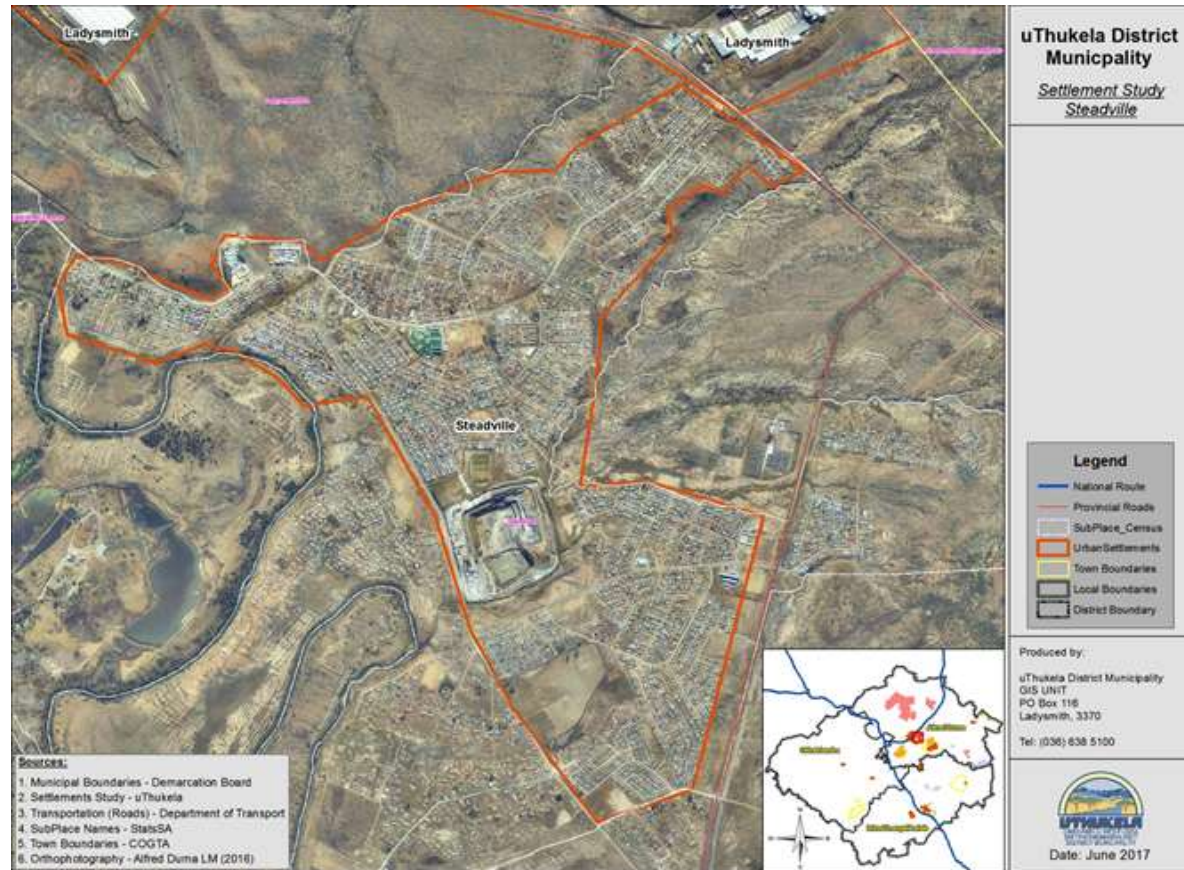 Ladysmith
Ladysmith
Steadville
uThukela District
Municpality
Settlement Study
Steadville
Legend
National Route
Provincial Roads
SubPlace_Census
UrbanSettlements
Town Boundaries
Local Boundaries
District Boundary
Produced by:
uThukela District Municipality
GIS UNIT
PO Box 116
Ladysmith, 3370
Tel: (036) 638 5100
UTHUKELA
DISTRICT MUNICIPALITY
Date: June 2017
Sources:
1. Municipal Boundaries - Demarcation Board
2. Settlements Study - uThukela
3. Transportation (Roads) - Department of Transport
4. SubPlace Names - StatsSA
5. Town Boundaries - COGTA
6. Orthophotography - Alfred Duma LM (2016)